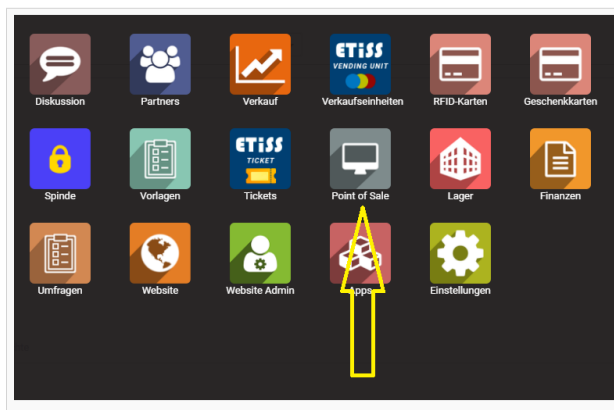 ETiSS
VENDING UNIT
Diskussion Partners Verkauf Verkaufseinheiten RFID-Karten Geschenkkarten
ETiSS
TICKET
Spinde Vorlagen Tickets Point of Sale Lager Finanzen
Umfragen Website Website Admin Apps Einstellungen